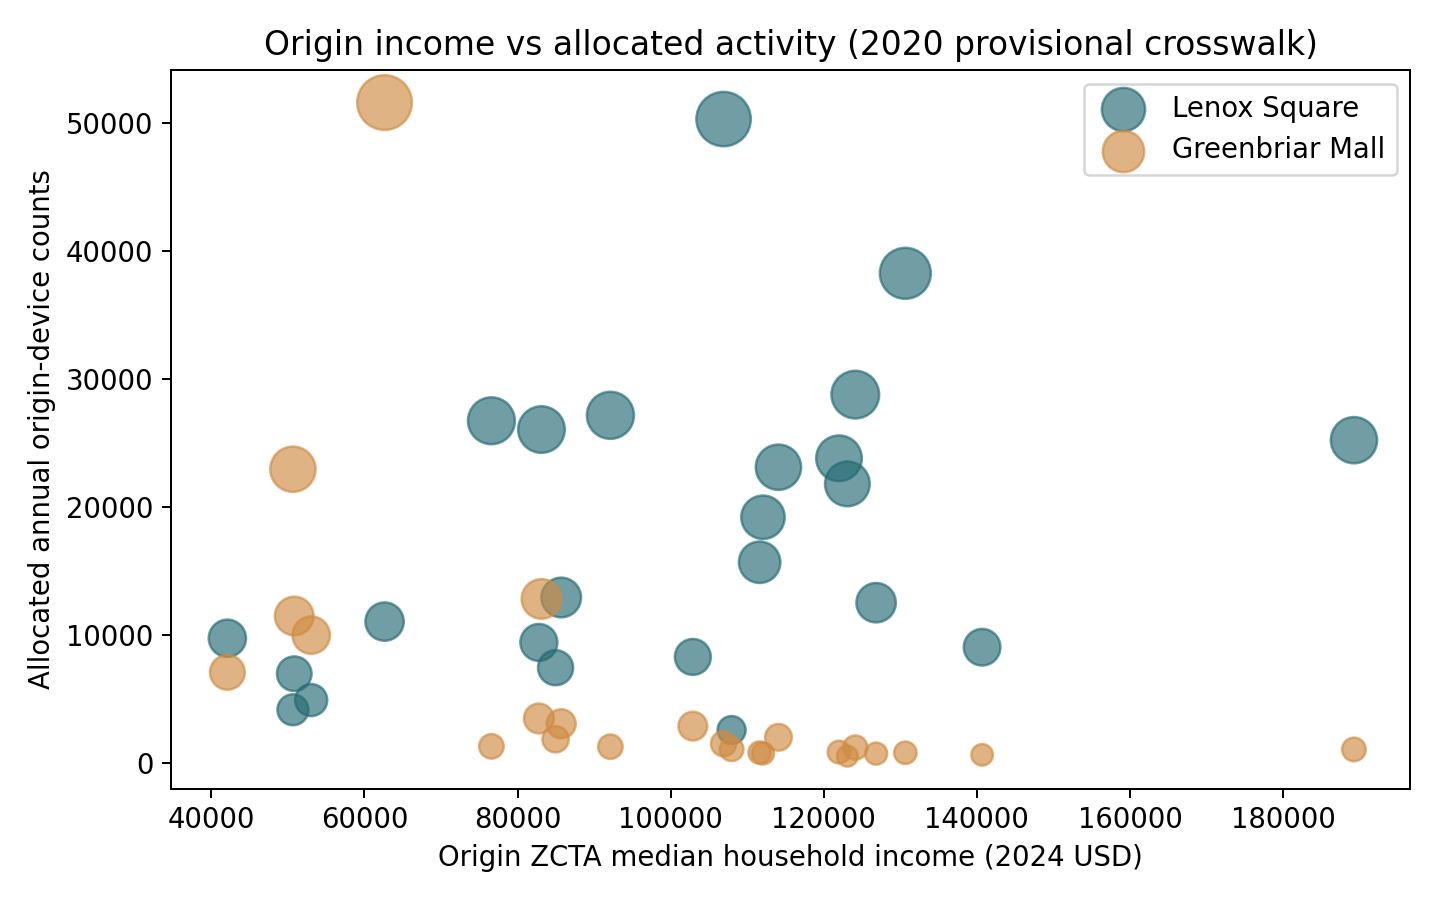 Origin income vs allocated activity (2020 provisional crosswalk)
Lenox Square
Greenbriar Mall
Allocated annual origin-device counts
50000
40000
30000
20000
10000
0
40000 60000 80000 100000 120000 140000 160000 180000
Origin ZCTA median household income (2024 USD)